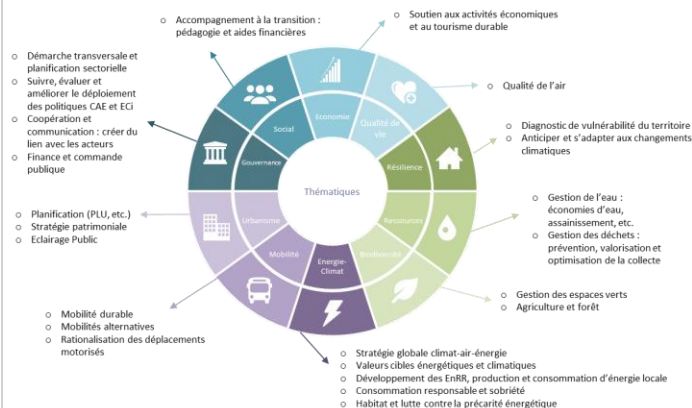 Accompagnement à la transition :
pédagogie et aides financières
Soutien aux activités économiques
et au tourisme durable
Démarche transversale et
planification sectorielle
Suivre, évaluer et
améliorer le déploiement
des politiques CAE et ECi
Coopération et
communication : créer du
lien avec les acteurs
Finance et commande
publique
Qualité de l'air
Diagnostic de vulnérabilité du territoire
Anticiper et s'adapter aux changements
climatiques
Economie
Qualité de
vie
Social
Gouvernance
Résilience
Thématiques
Urbanisme
Ressources
Mobilité
Energie-
Climat
Biodiversité
Planification (PLU, etc.)
Stratégie patrimoniale
Eclairage Public
Gestion de l'eau :
économies d'eau,
assainissement, etc.
Gestion des déchets :
prévention, valorisation et
optimisation de la collecte
Gestion des espaces verts
Agriculture et forêt
Mobilité durable
Mobilités alternatives
Rationalisation des déplacements
motorisés
Stratégie globale climat-air-énergie
Valeurs cibles énergétiques et climatiques
Développement des EnRR, production et consommation d'énergie locale
Consommation responsable et sobriété
Habitat et lutte contre la précarité énergétique